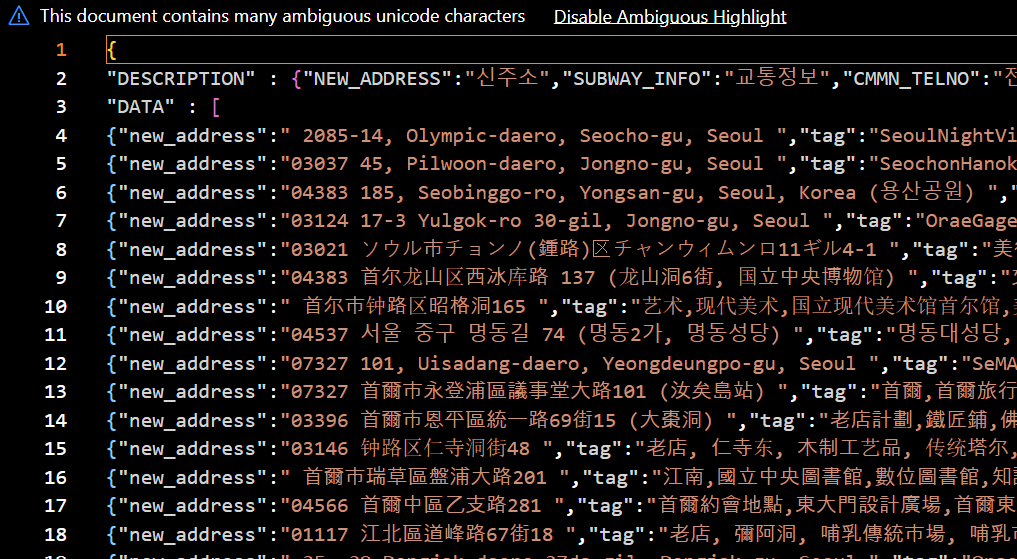 This document contains many ambiguous unicode characters Disable Ambiguous Highlight
1 {
2 "DESCRIPTION" : {"NEW_ADDRESS":"신주소","SUBWAY_INFO":"교통정보","CMMN_TELNO":"전
3 "DATA" : [
4 {"new_address":" 2085-14, Olympic-daero, Seocho-gu, Seoul ","tag":"SeoulNightVi
5 {"new_address":"03037 45, Pilwoon-daero, Jongno-gu, Seoul ","tag":"SeochonHanok
6 {"new_address":"04383 185, Seobinggo-ro, Yongsan-gu, Seoul, Korea (용산공원) ","
7 {"new_address":"03124 17-3 Yulgok-ro 30-gil, Jongno-gu, Seoul ","tag":"OraeGage
8 {"new_address":"03021 ソウル市チョンノ(鍾路)区チャンウィムンロ11ギル4-1 ","tag":"美
9 {"new_address":"04383 首尔龙山区西冰库路 137 (龙山洞6街, 国立中央博物馆) ","tag":"
10 {"new_address":" 首尔市钟路区昭格洞165 ","tag":"艺术,现代美术,国立现代美术馆首尔馆,
11 {"new_address":"04537 서울 중구 명동길 74 (명동2가, 명동성당) ","tag":"명동대성당,
12 {"new_address":"07327 101, Uisadang-daero, Yeongdeungpo-gu, Seoul ","tag":"SeMA
13 {"new_address":"07327 首爾市永登浦區議事堂大路101 (汝矣島站) ","tag":"首爾,首爾旅行
14 {"new_address":"03396 首爾市恩平區統一路69街15 (大棗洞) ","tag":"老店計劃,鐵匠鋪,佛
15 {"new_address":"03146 钟路区仁寺洞街48 ","tag":"老店, 仁寺东, 木制工艺品, 传统塔尔,
16 {"new_address":" 首爾市瑞草區盤浦大路201 ","tag":"江南,國立中央圖書館,數位圖書館,知
17 {"new_address":"04566 首爾中區乙支路281 ","tag":"首爾約會地點,東大門設計廣場,首爾東
18 {"new_address":"01117 江北區道峰路67街18 ","tag":"老店, 彌阿洞, 哺乳傳統市場, 哺乳